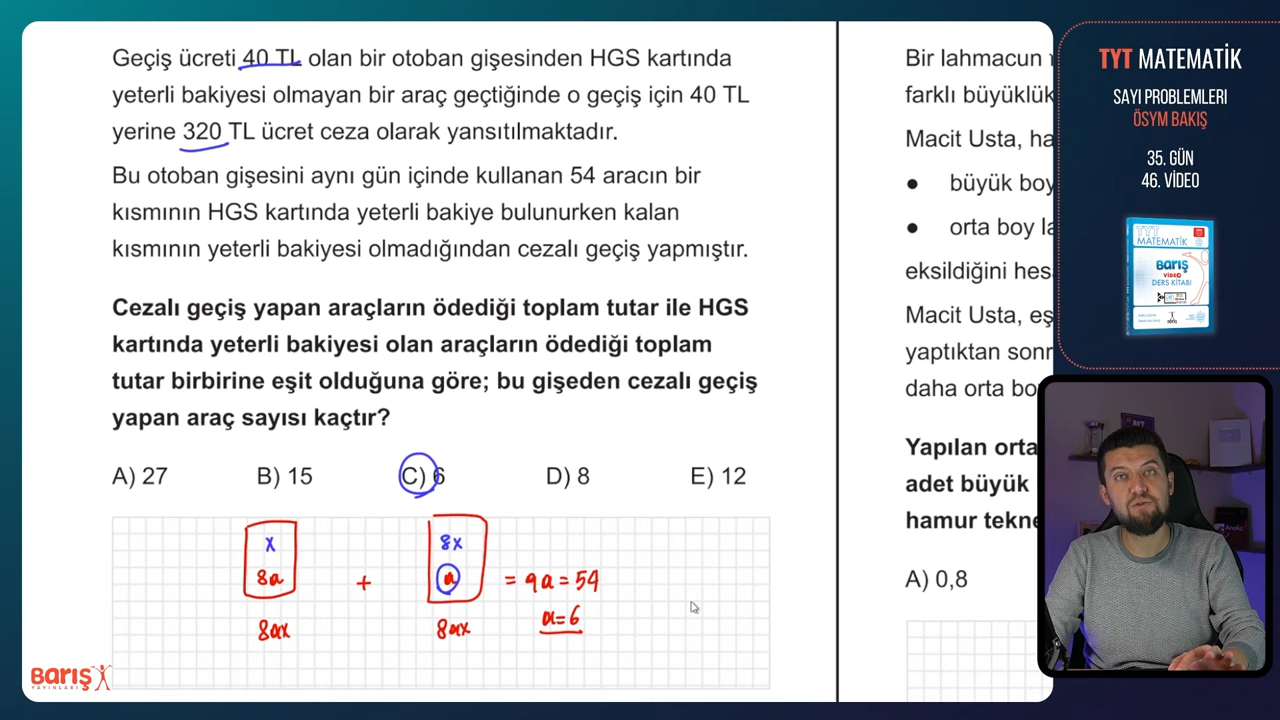 Geçiş ücreti 40 TL olan bir otoban gişesinden HGS kartında
yeterli bakiyesi olmayan bir araç geçtiğinde o geçiş için 40 TL
yerine 320 TL ücret ceza olarak yansıtılmaktadır.
Bu otoban gişesini aynı gün içinde kullanan 54 aracın bir
kısmının HGS kartında yeterli bakiye bulunurken kalan
kısmının yeterli bakiyesi olmadığından cezalı geçiş yapmıştır.
Cezalı geçiş yapan araçların ödediği toplam tutar ile HGS
kartında yeterli bakiyesi olan araçların ödediği toplam
tutar birbirine eşit olduğuna göre; bu gişeden cezalı geçiş
yapan araç sayısı kaçtır?
A) 27 B) 15 C) 6 D) 8 E) 12
x 8x
8a + a = 9a = 54
8ax 8ax a=6
BARIŞ
YAYINLARI
Bir lahmacun
farklı büyüklük
Macit Usta, ha
• büyük boy
• orta boy la
eksildiğini hes
Macit Usta, eş
yaptıktan sonr
daha orta bo
Yapılan orta
adet büyük
hamur tekne
A) 0,8
TYT MATEMATİK
SAYI PROBLEMLERI
ÖSYM BAKIŞ
35. GÜN
46. VİDEO
TYT
MATEMATİK
BARIŞ
VİDEO
DERS KİTABI